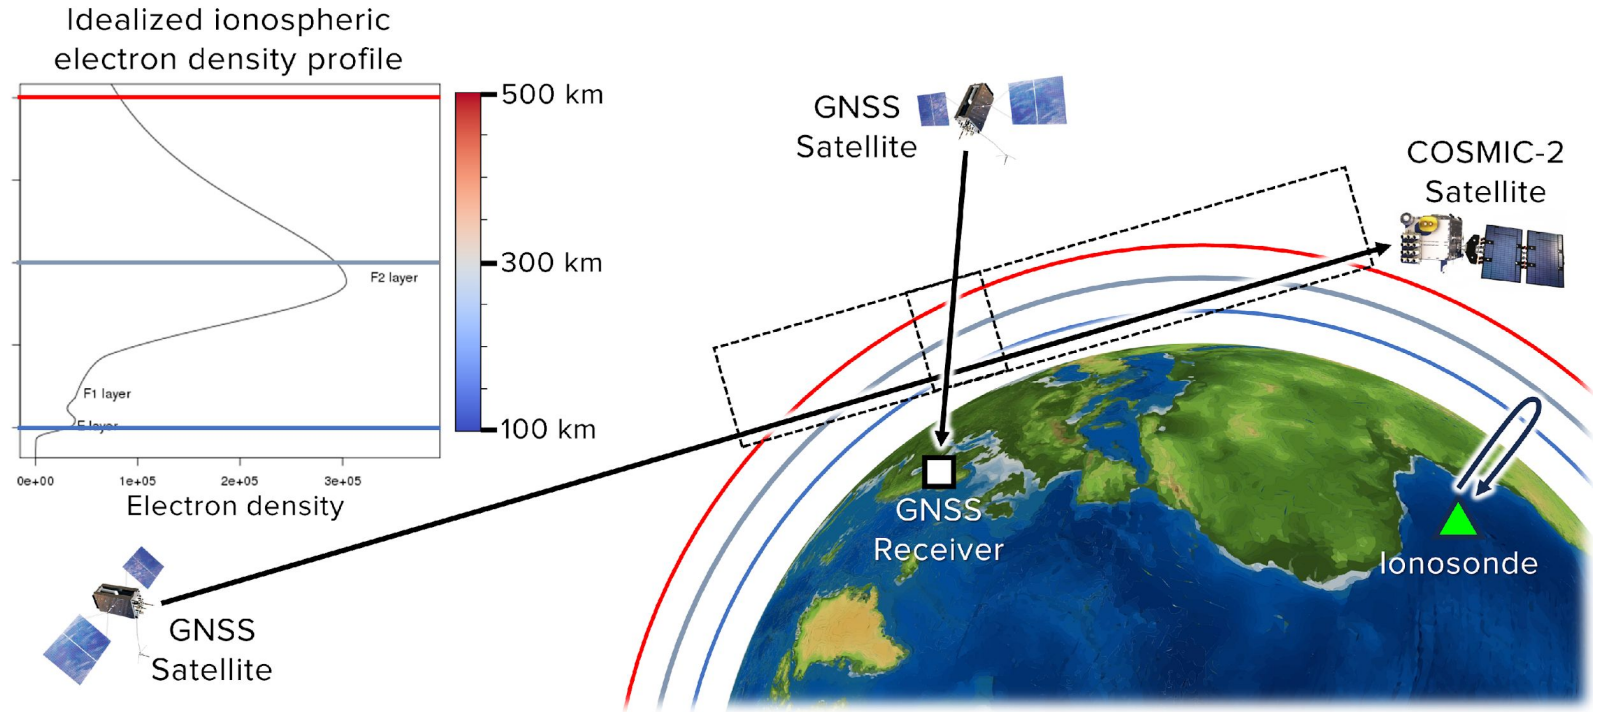 Idealized ionospheric
electron density profile
500 km
300 km
100 km
F2 layer
F1 layer
E layer
0e+00 1e+05 2e+05 3e+05
Electron density
GNSS
Satellite
GNSS
Satellite
COSMIC-2
Satellite
GNSS
Receiver
Ionosonde